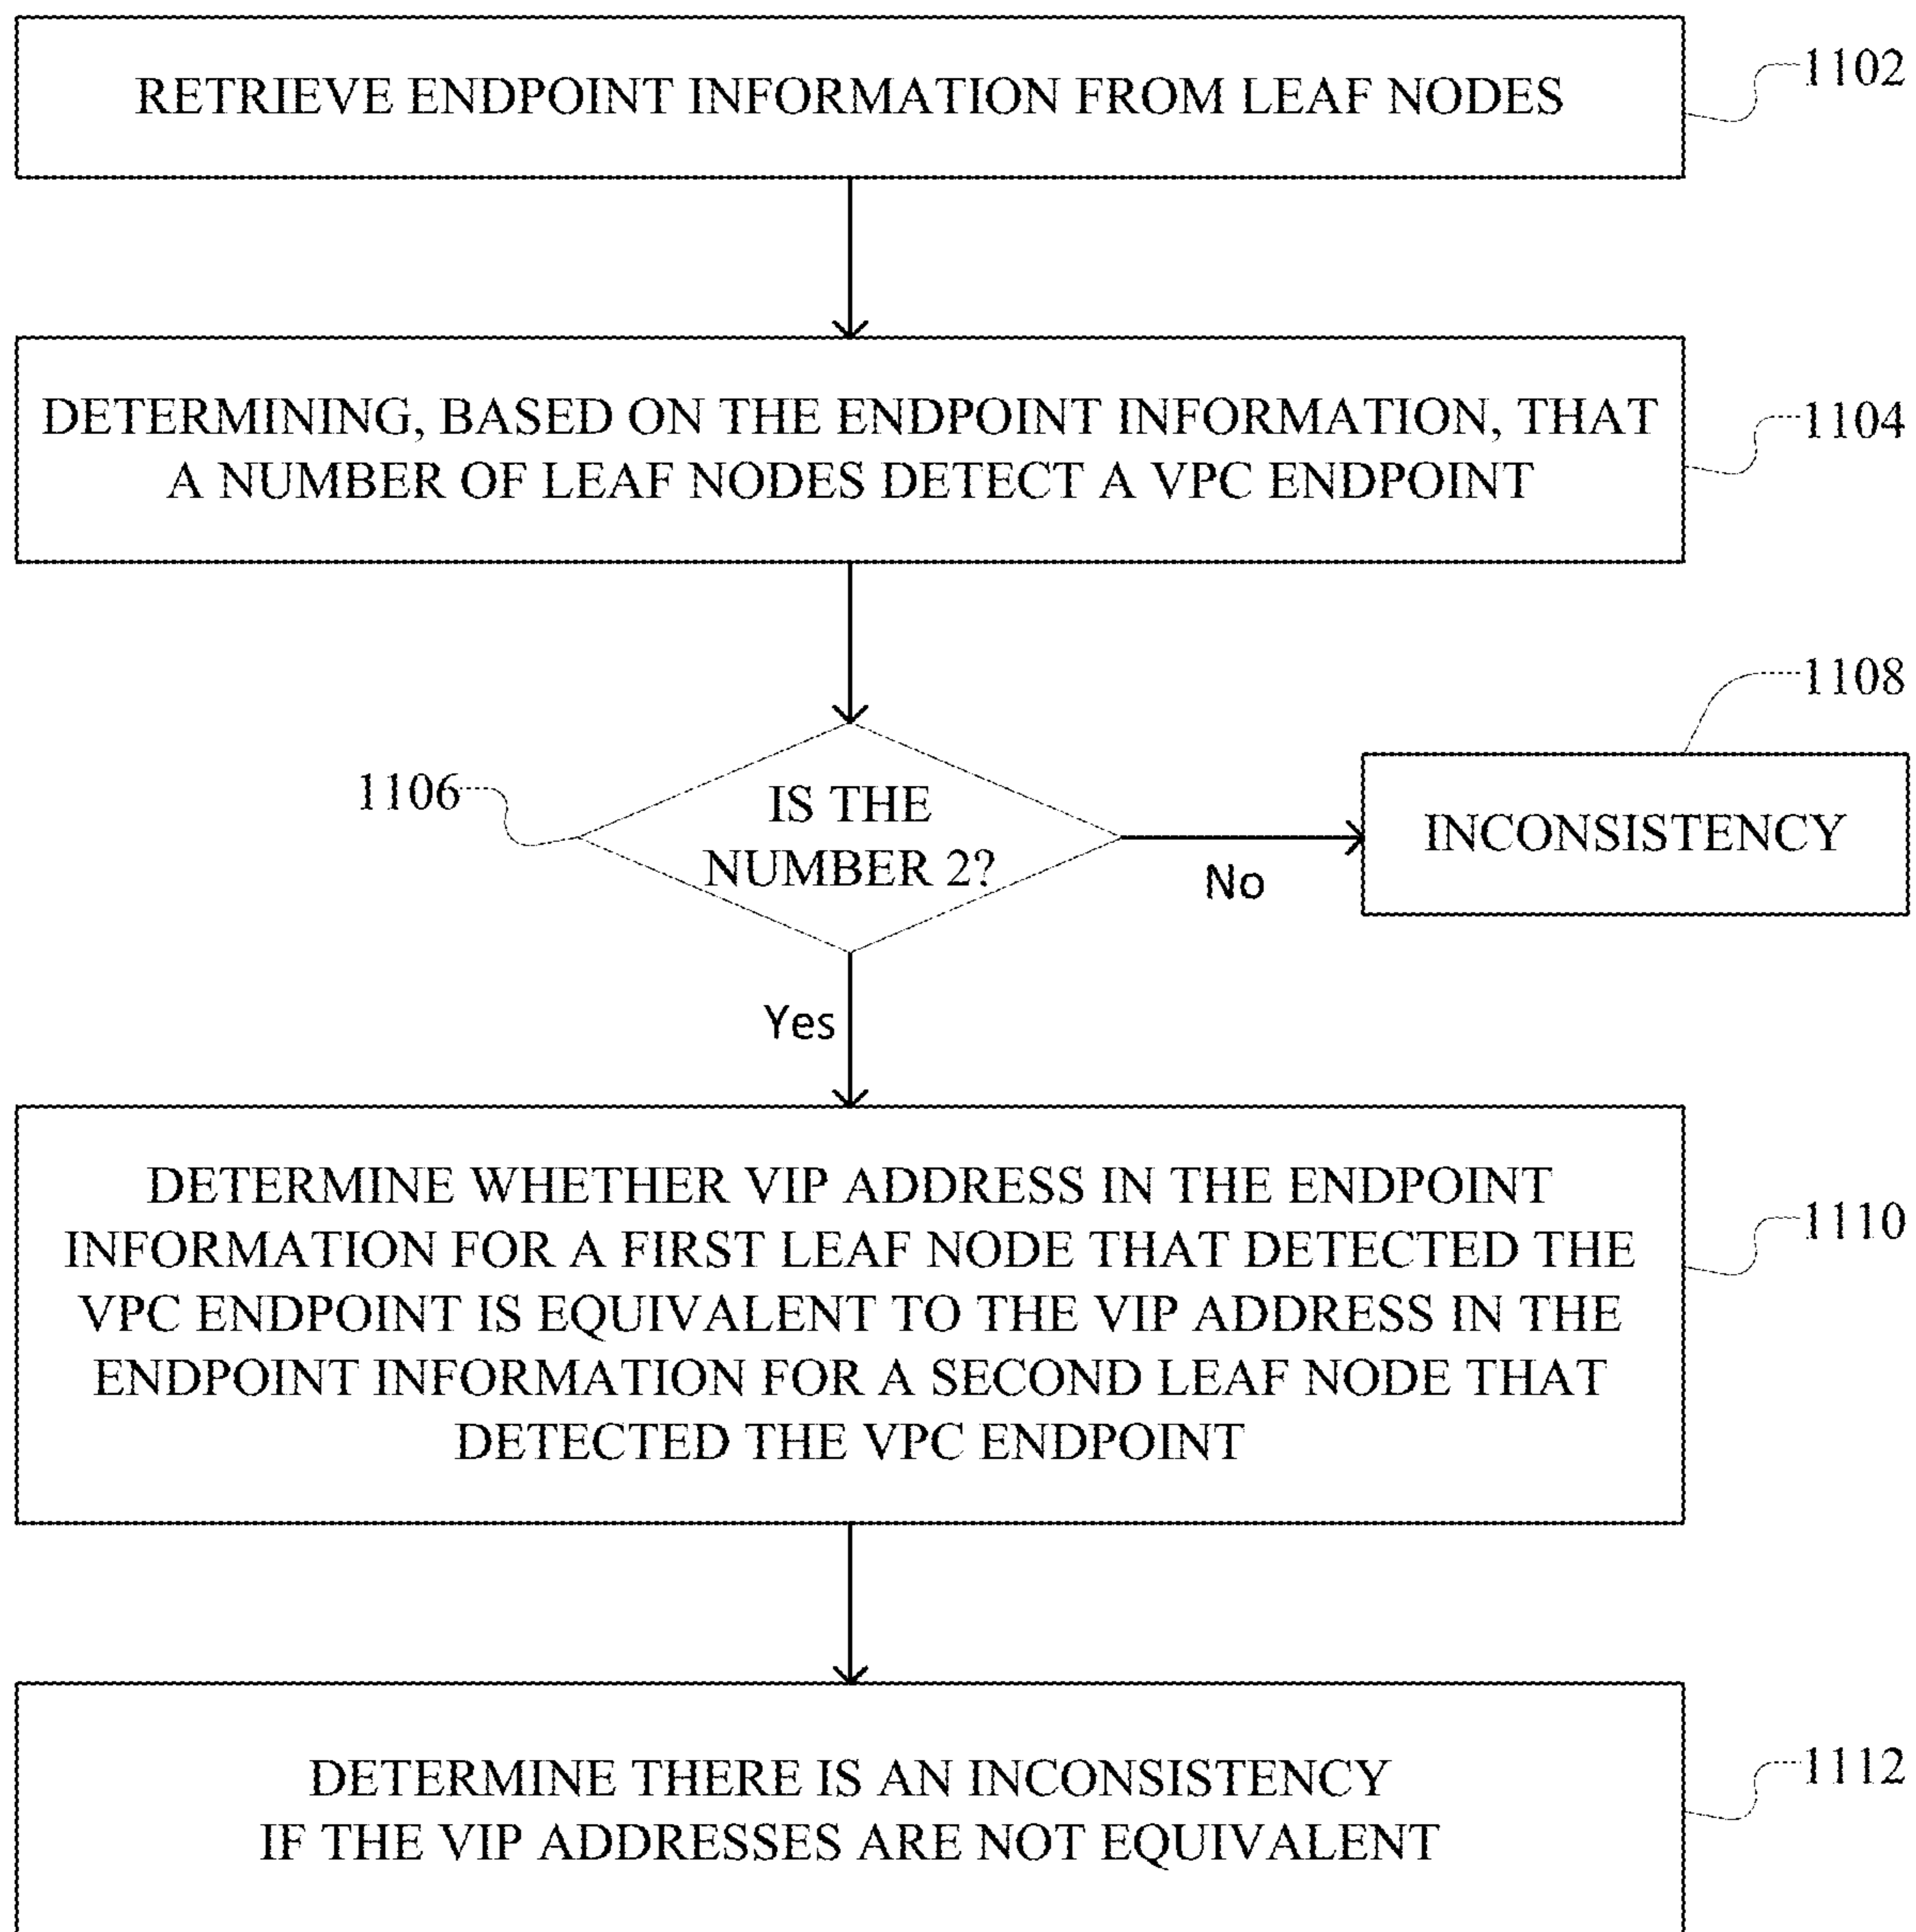 RETRIEVE ENDPOINT INFORMATION FROM LEAF NODES
1102
DETERMINING, BASED ON THE ENDPOINT INFORMATION, THAT
A NUMBER OF LEAF NODES DETECT A VPC ENDPOINT
1104
1106
IS THE
NUMBER 2?
No
1108
INCONSISTENCY
Yes
DETERMINE WHETHER VIP ADDRESS IN THE ENDPOINT
INFORMATION FOR A FIRST LEAF NODE THAT DETECTED THE
VPC ENDPOINT IS EQUIVALENT TO THE VIP ADDRESS IN THE
ENDPOINT INFORMATION FOR A SECOND LEAF NODE THAT
DETECTED THE VPC ENDPOINT
1110
DETERMINE THERE IS AN INCONSISTENCY
IF THE VIP ADDRESSES ARE NOT EQUIVALENT
1112